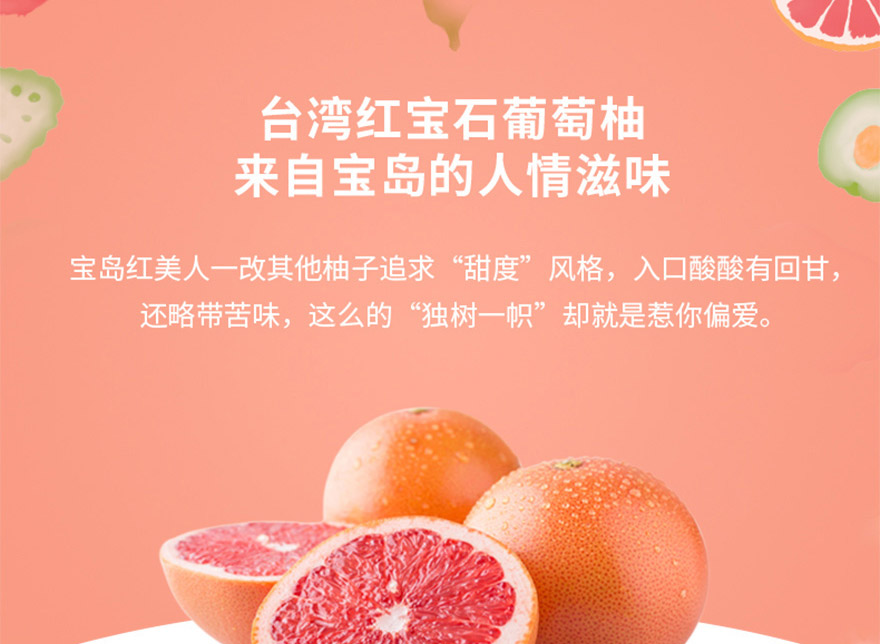 台湾红宝石葡萄柚
来自宝岛的人情滋味
宝岛红美人一改其他柚子追求“甜度”风格，入口酸酸有回甘，
还略带苦味，这么的“独树一帜”却就是惹你偏爱。